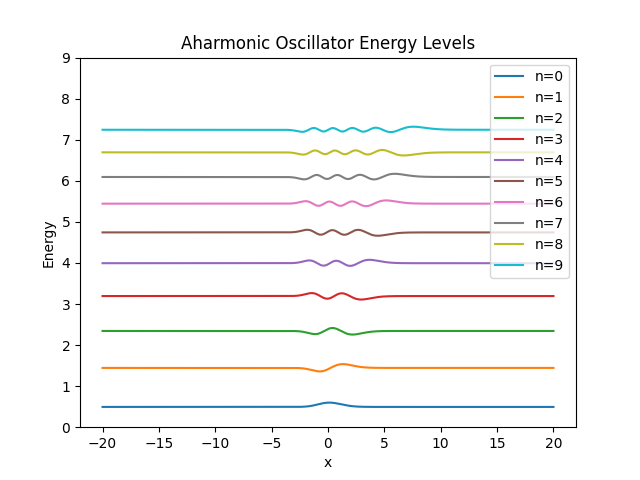 Aharmonic Oscillator Energy Levels
Energy
9
8
7
6
5
4
3
2
1
0
n=0
n=1
n=2
n=3
n=4
n=5
n=6
n=7
n=8
n=9
−20
−15
−10
−5
0
5
10
15
20
x